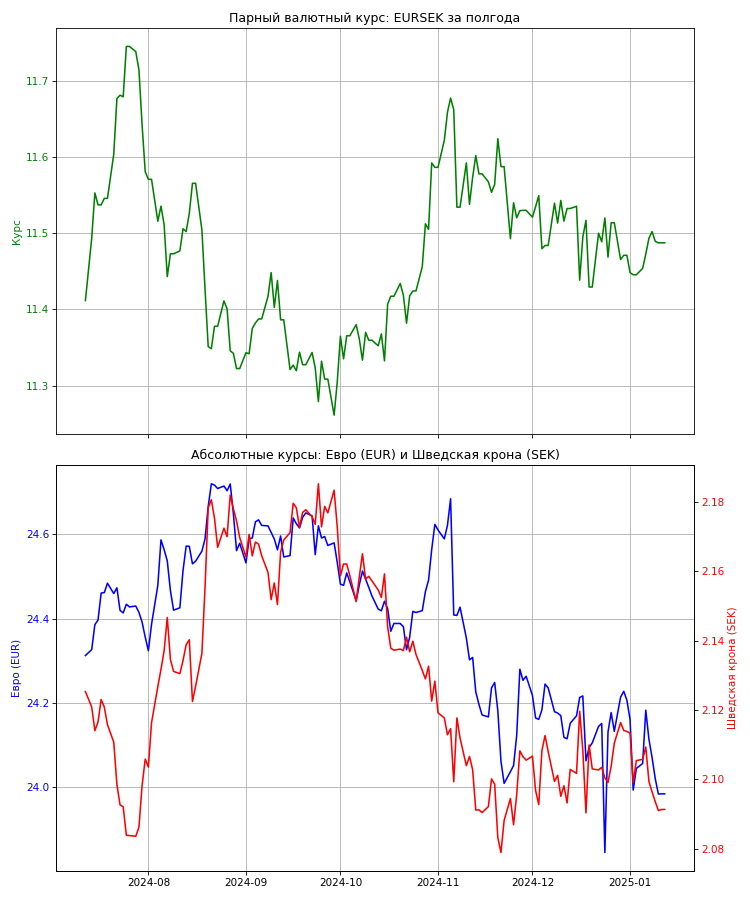 Парный валютный курс: EURSEK за полгода
11.7
11.6
11.5
11.4
11.3
Курс
Абсолютные курсы: Евро (EUR) и Шведская крона (SEK)
24.6
24.4
24.2
24.0
Евро (EUR)
2.18
2.16
2.14
2.12
2.10
2.08
Шведская крона (SEK)
2024-08 2024-09 2024-10 2024-11 2024-12 2025-01